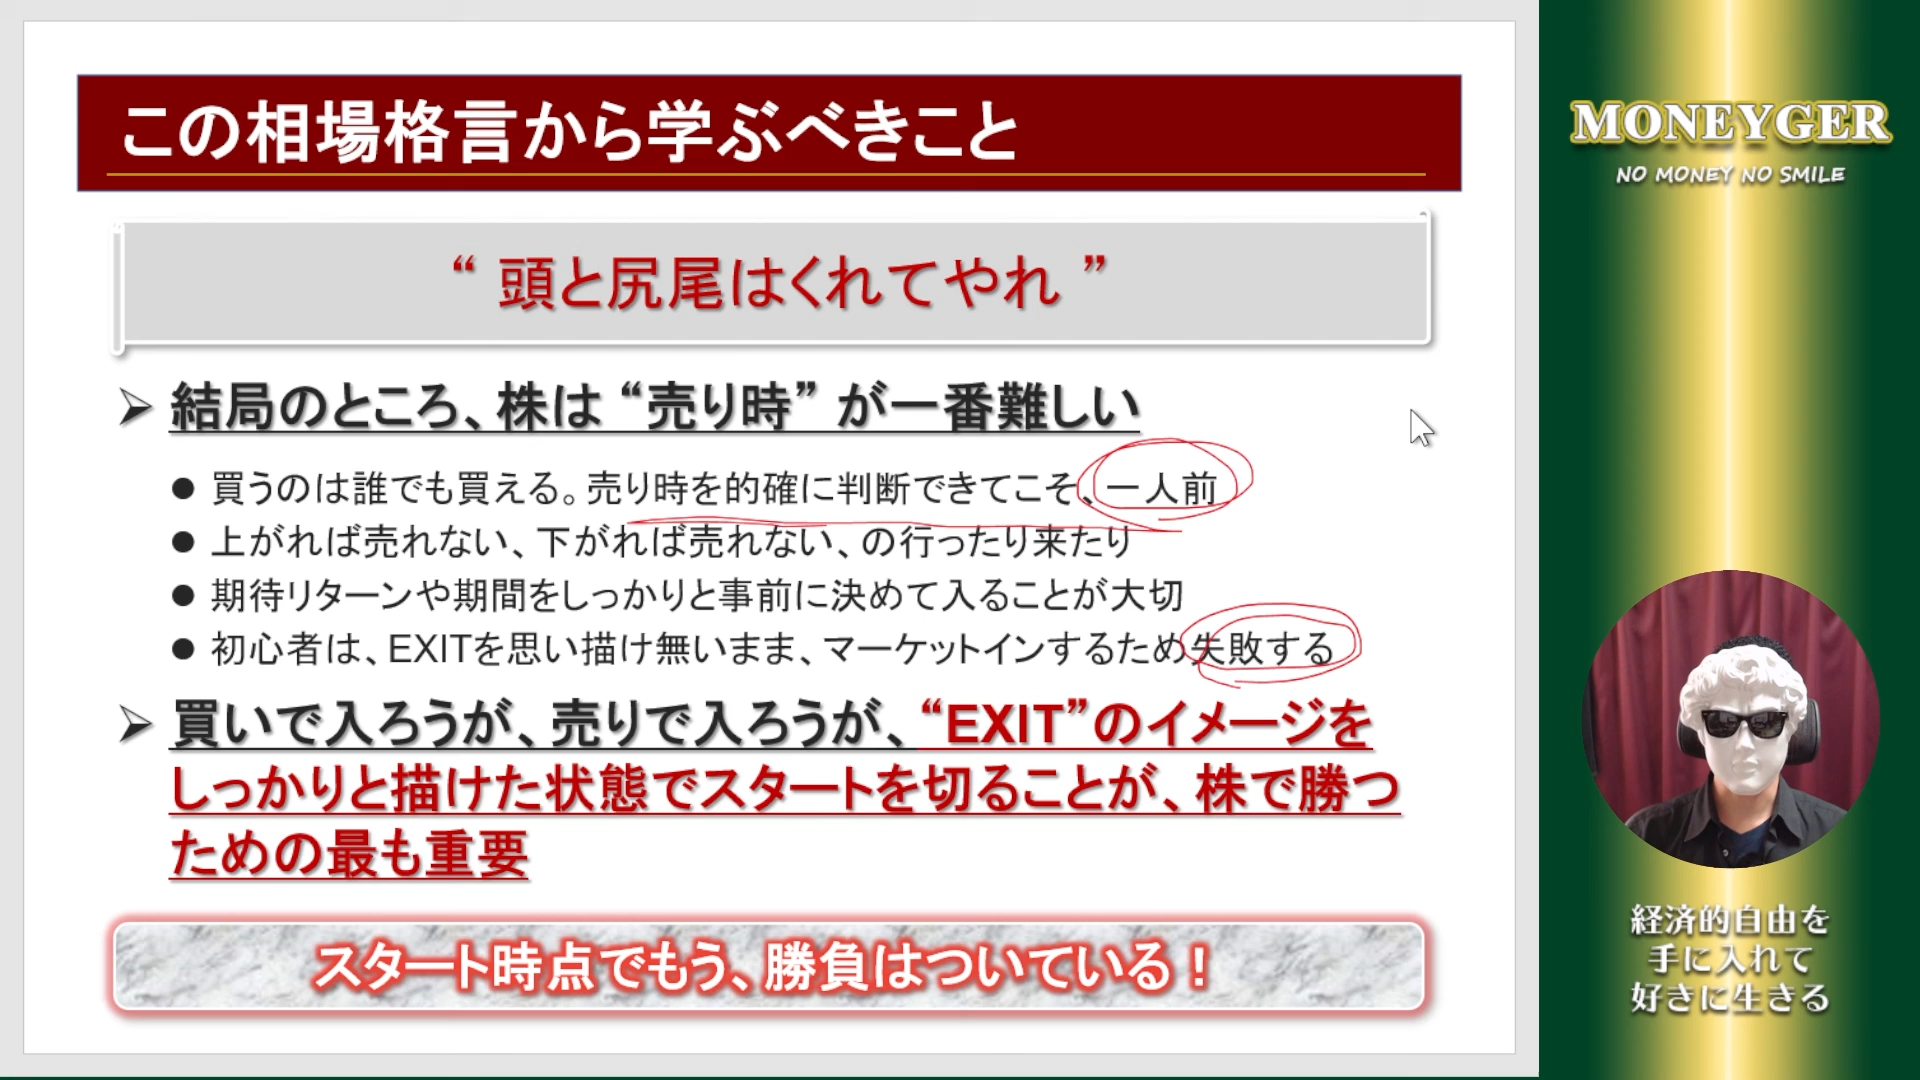 この相場格言から学ぶべきこと
“ 頭と尻尾はくれてやれ ”
➢ 結局のところ、株は “売り時” が一番難しい
● 買うのは誰でも買える。売り時を的確に判断できてこそ、一人前
● 上がれば売れない、下がれば売れない、の行ったり来たり
● 期待リターンや期間をしっかりと事前に決めて入ることが大切
● 初心者は、EXITを思い描け無いまま、マーケットインするため失敗する
➢ 買いで入ろうが、売りで入ろうが、“EXIT”のイメージを
しっかりと描けた状態でスタートを切ることが、株で勝つ
ための最も重要
スタート時点でもう、勝負はついている！
MONEYGER
NO MONEY NO SMILE
経済的自由を
手に入れて
好きに生きる